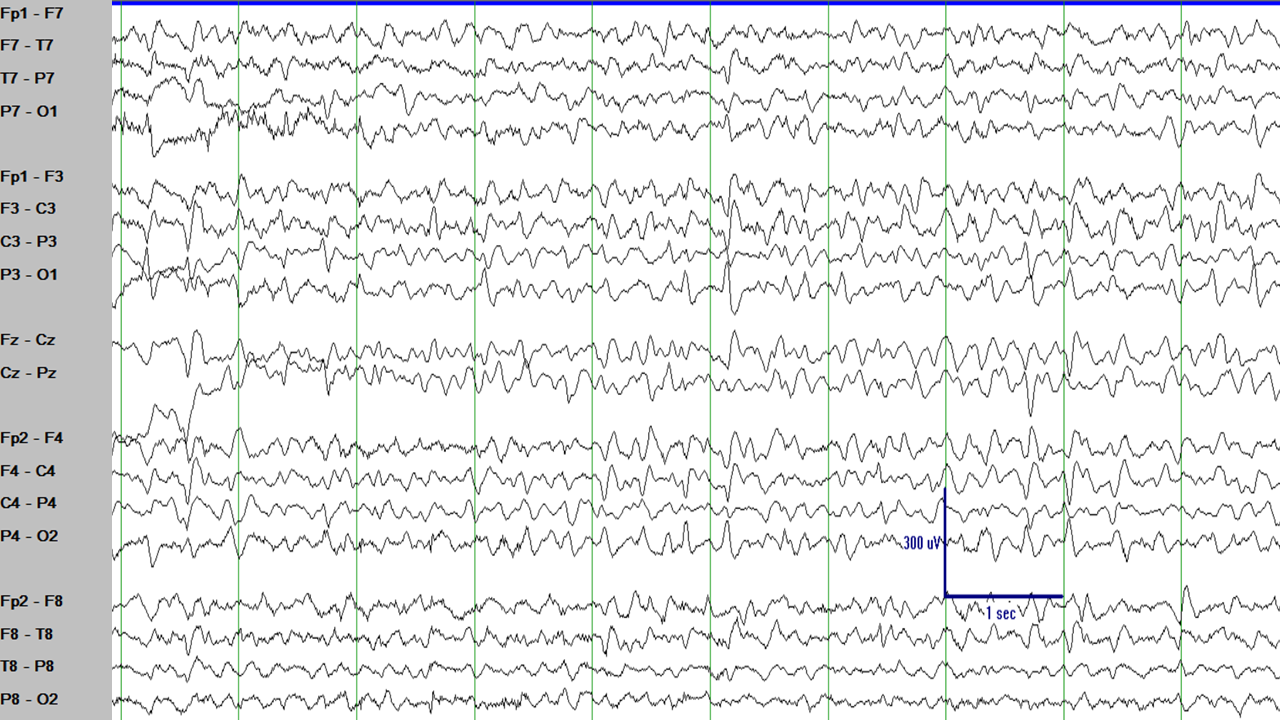 Fp1 - F7
F7 - T7
T7 - P7
P7 - O1
Fp1 - F3
F3 - C3
C3 - P3
P3 - O1
Fz - Cz
Cz - Pz
Fp2 - F4
F4 - C4
C4 - P4
P4 - O2
300 uV
Fp2 - F8
1 sec
F8 - T8
T8 - P8
P8 - O2